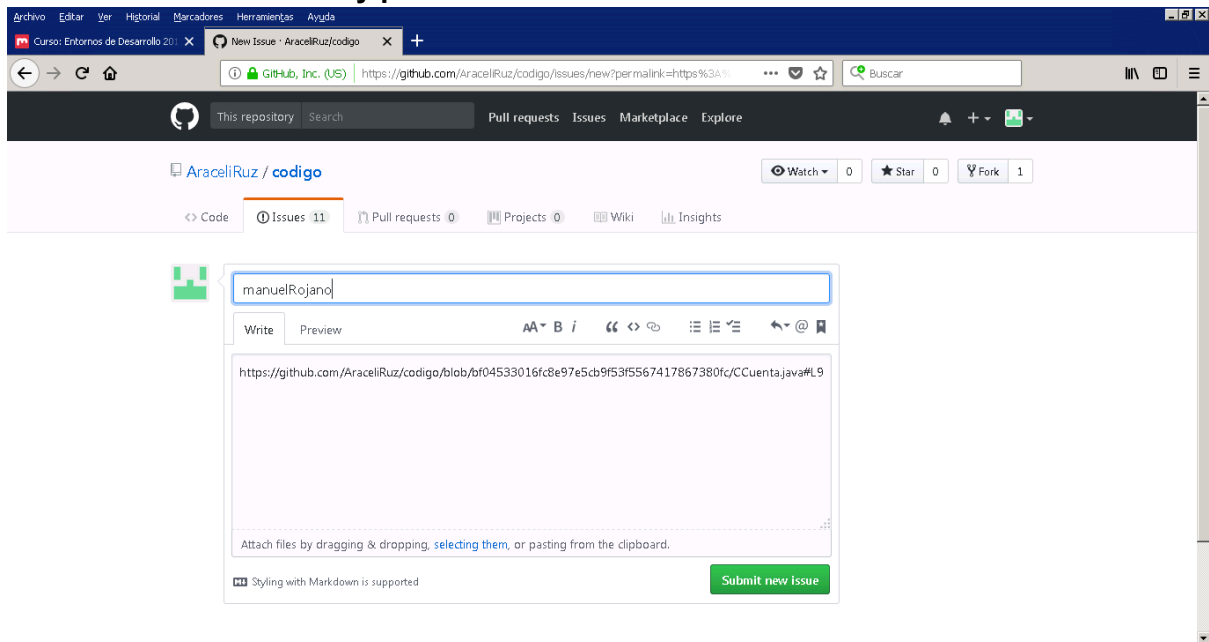 Archivo Editar Ver Historial Marcadores Herramientas Ayuda
Curso: Entornos de Desarrollo 201
New Issue · AraceliRuz/codigo
GitHub, Inc. (US) https://github.com/AraceliRuz/codigo/issues/new?permalink=https%3A% Buscar
This repository Search Pull requests Issues Marketplace Explore
AraceliRuz / codigo Watch 0 Star 0 Fork 1
Code Issues 11 Pull requests 0 Projects 0 Wiki Insights
manuelRojano
Write Preview AA B i
https://github.com/AraceliRuz/codigo/blob/bf04533016fc8e97e5cb9f53f5567417867380fc/CCuenta.java#L9
Attach files by dragging & dropping, selecting them, or pasting from the clipboard.
Styling with Markdown is supported Submit new issue